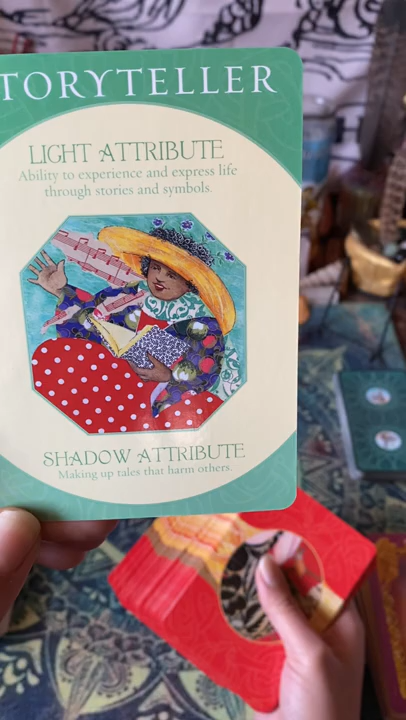 TORYTELLER
LIGHT ATTRIBUTE
Ability to experience and express life
through stories and symbols.
SHADOW ATTRIBUTE
Making up tales that harm others.